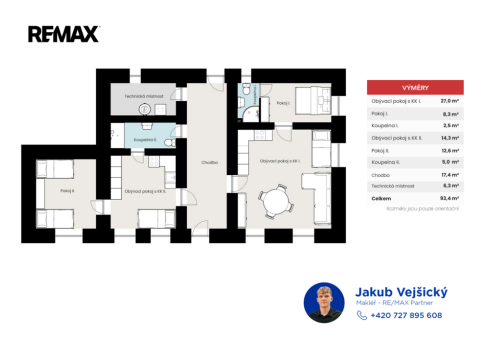 RE/MAX
Technická místnost
Koupelna I.
Pokoj I.
Koupelna II.
Chodba
Obývací pokoj s KK I.
Pokoj II.
Obývací pokoj s KK II.
VÝMĚRY
Obývací pokoj s KK I. 27,0 m²
Pokoj I. 8,3 m²
Koupelna I. 2,5 m²
Obývací pokoj s KK II. 14,3 m²
Pokoj II. 12,6 m²
Koupelna II. 5,0 m²
Chodba 17,4 m²
Technická místnost 6,3 m²
Celkem 93,4 m²
Rozměry jsou pouze orientační
Jakub Vejšický
Makléř - RE/MAX Partner
+420 727 895 608